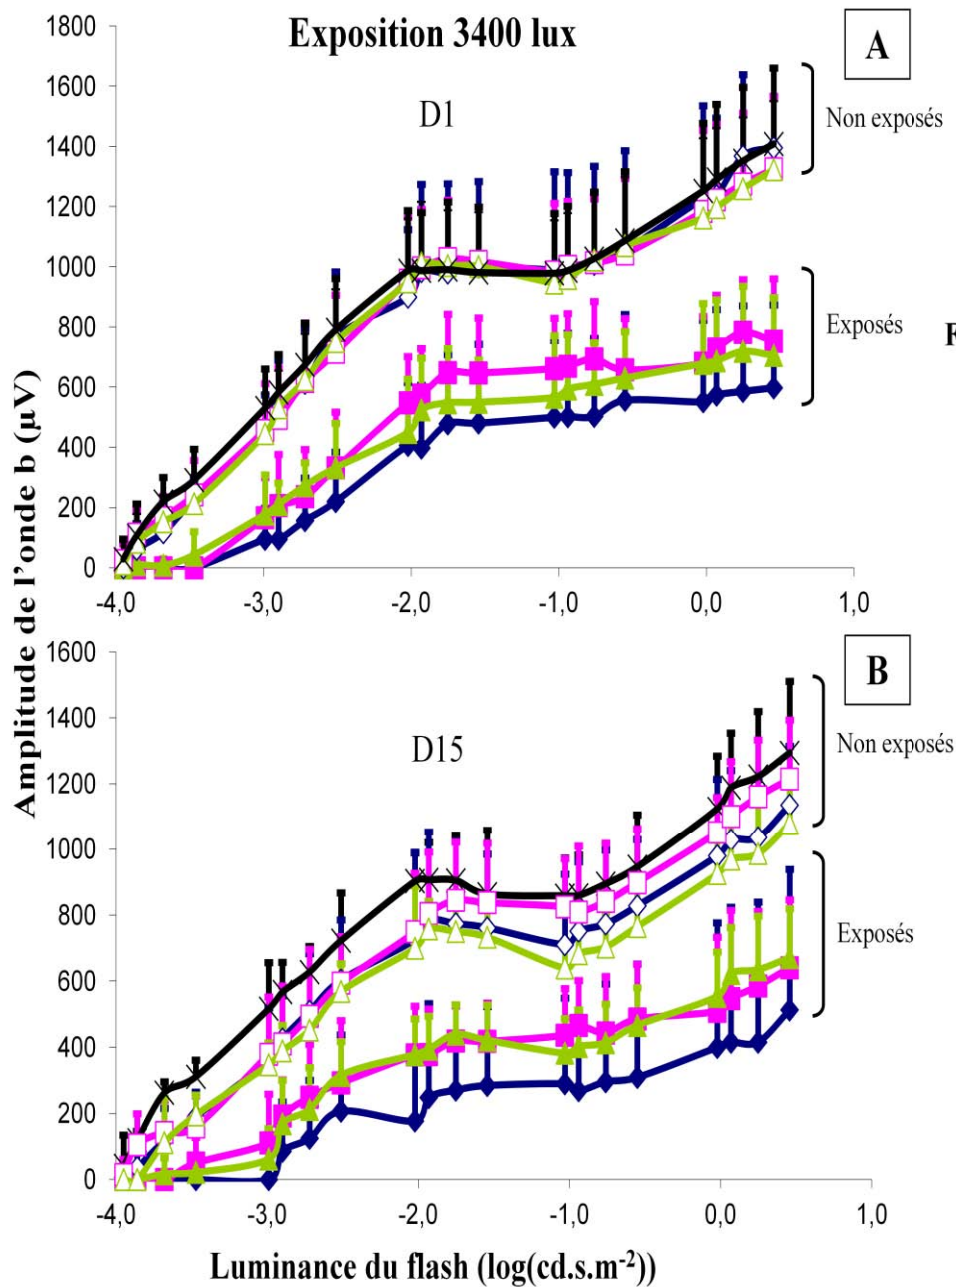 Exposition 3400 lux
A
D1
Non exposés
Exposés
F
1800
1600
1400
1200
1000
800
600
400
200
0
-4,0 -3,0 -2,0 -1,0 0,0 1,0
Amplitude de l'onde b (µV)
B
D15
Non exposés
Exposés
1600
1400
1200
1000
800
600
400
200
0
-4,0 -3,0 -2,0 -1,0 0,0 1,0
Luminance du flash (log(cd.s.m-2))